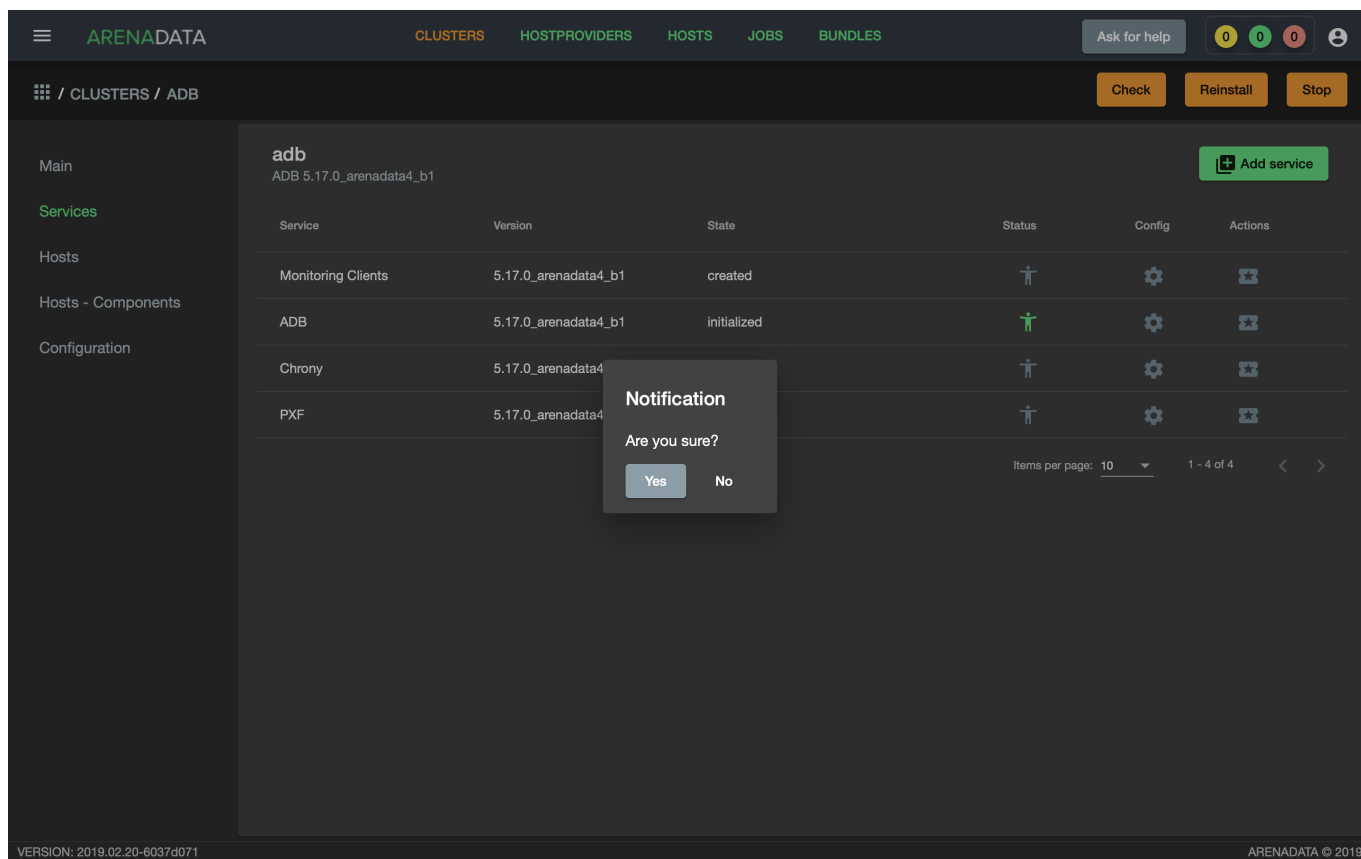 ARENADATA CLUSTERS HOSTPROVIDERS HOSTS JOBS BUNDLES Ask for help 0 0 0
/ CLUSTERS / ADB Check Reinstall Stop
Main
Services
Hosts
Hosts - Components
Configuration
adb
ADB 5.17.0_arenadata4_b1
Add service
Service Version State Status Config Actions
Monitoring Clients 5.17.0_arenadata4_b1 created
ADB 5.17.0_arenadata4_b1 initialized
Chrony 5.17.0_arenadata4
PXF 5.17.0_arenadata4
Notification
Are you sure?
Yes No
Items per page: 10 1 - 4 of 4
VERSION: 2019.02.20-6037d071 ARENADATA © 2019